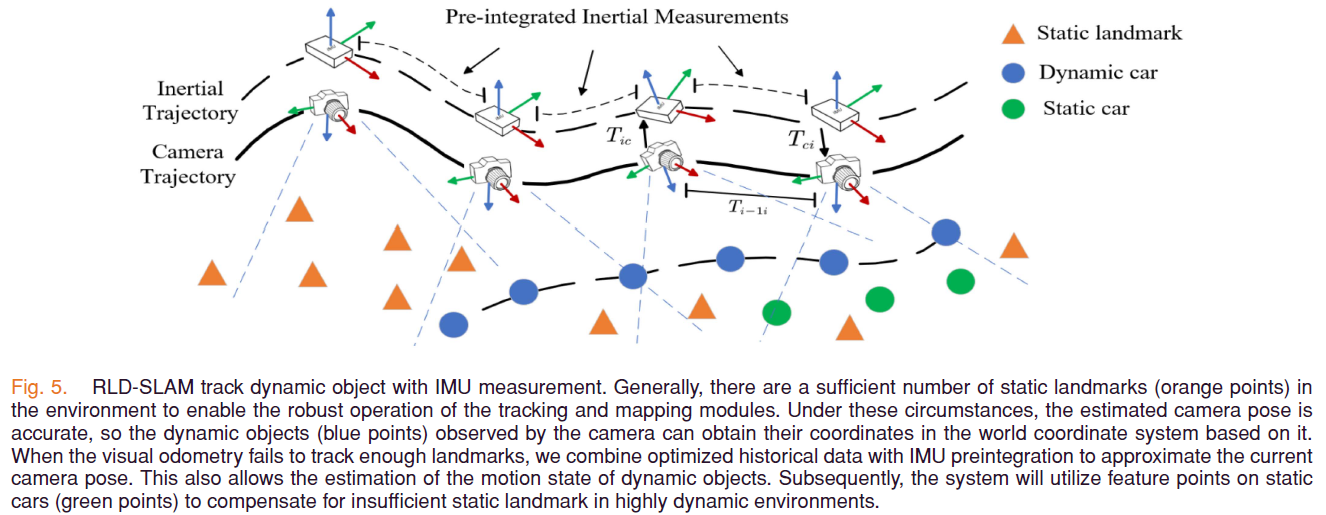 Pre-integrated Inertial Measurements
Static landmark
Dynamic car
Static car
Inertial
Trajectory
Camera
Trajectory
T_{ic}
T_{ci}
T_{i-1i}
Fig. 5. RLD-SLAM track dynamic object with IMU measurement. Generally, there are a sufficient number of static landmarks (orange points) in
the environment to enable the robust operation of the tracking and mapping modules. Under these circumstances, the estimated camera pose is
accurate, so the dynamic objects (blue points) observed by the camera can obtain their coordinates in the world coordinate system based on it.
When the visual odometry fails to track enough landmarks, we combine optimized historical data with IMU preintegration to approximate the current
camera pose. This also allows the estimation of the motion state of dynamic objects. Subsequently, the system will utilize feature points on static
cars (green points) to compensate for insufficient static landmark in highly dynamic environments.